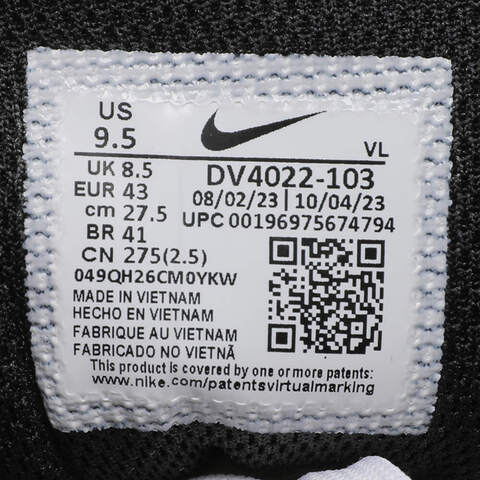 US
9.5
VL
UK 8.5
EUR 43
cm 27.5
BR 41
CN 275(2.5)
DV4022-103
08/02/23 | 10/04/23
UPC 00196975674794
049QH26CM0YKW
MADE IN VIETNAM
HECHO EN VIETNAM
FABRIQUE AU VIETNAM
FABRICADO NO VIETNÃ
This product is covered by one or more patents:
www.nike.com/patentsvirtualmarking